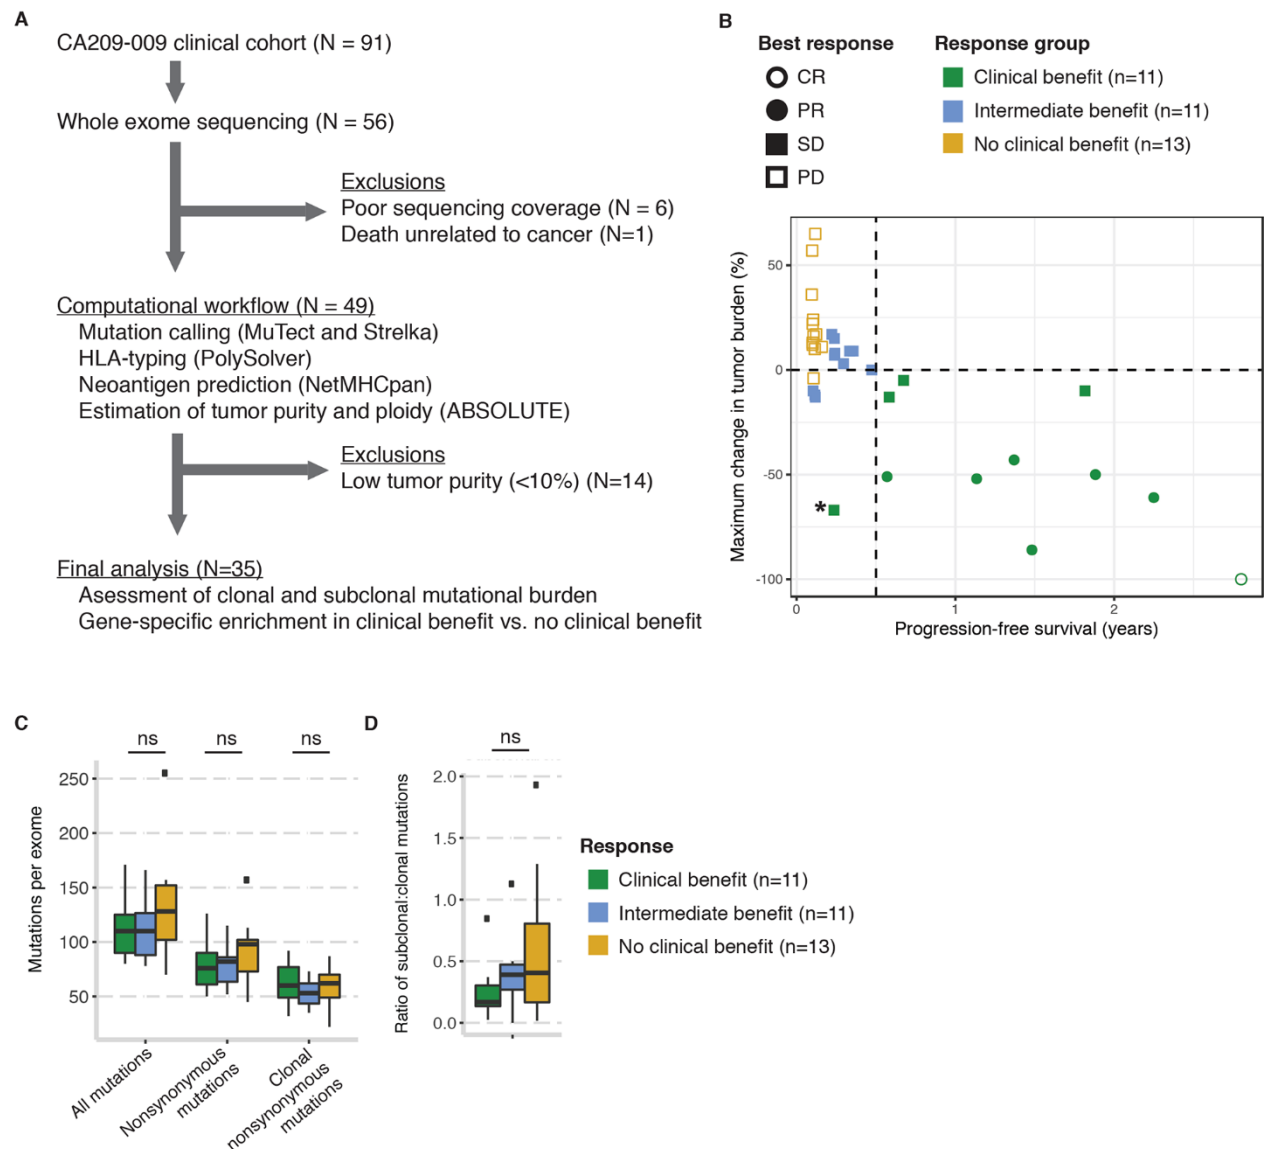 A
CA209-009 clinical cohort (N = 91)
Whole exome sequencing (N = 56)
Exclusions
Poor sequencing coverage (N = 6)
Death unrelated to cancer (N=1)
Computational workflow (N = 49)
Mutation calling (MuTect and Strelka)
HLA-typing (PolySolver)
Neoantigen prediction (NetMHCpan)
Estimation of tumor purity and ploidy (ABSOLUTE)
Exclusions
Low tumor purity (<10%) (N=14)
Final analysis (N=35)
Asessment of clonal and subclonal mutational burden
Gene-specific enrichment in clinical benefit vs. no clinical benefit
B
Best response
CR
PR
SD
PD
Response group
Clinical benefit (n=11)
Intermediate benefit (n=11)
No clinical benefit (n=13)
Maximum change in tumor burden (%)
50
0
-50
-100
*
0
1
2
Progression-free survival (years)
C
ns
ns
ns
Mutations per exome
250
200
150
100
50
All mutations
Nonsynonymous
mutations
Clonal
nonsynonymous
mutations
D
ns
Ratio of subclonal:clonal mutations
2.0
1.5
1.0
0.5
0.0
Response
Clinical benefit (n=11)
Intermediate benefit (n=11)
No clinical benefit (n=13)